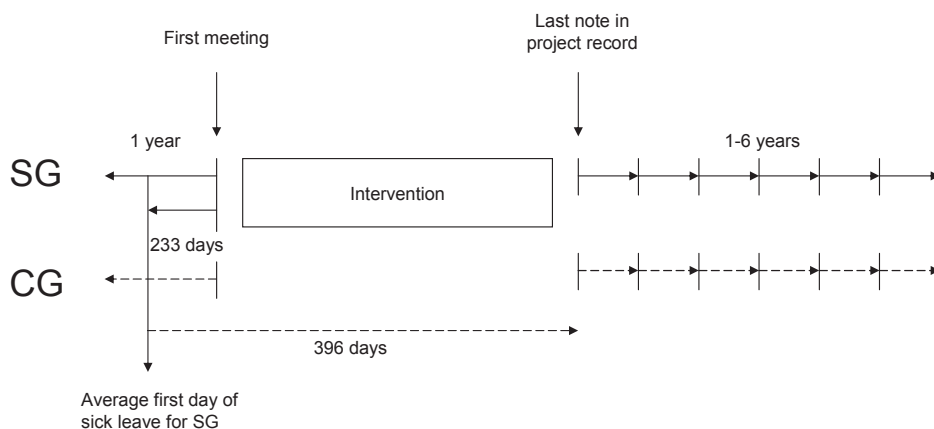 First meeting
Last note in
project record
1 year
1-6 years
SG
Intervention
233 days
CG
396 days
Average first day of
sick leave for SG